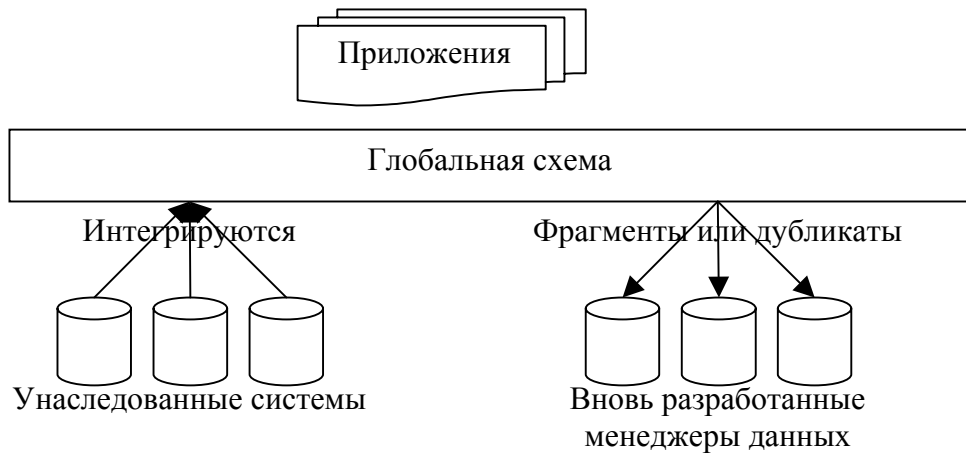 Приложения
Глобальная схема
Интегрируются
Фрагменты или дубликаты
Унаследованные системы
Вновь разработанные
менеджеры данных